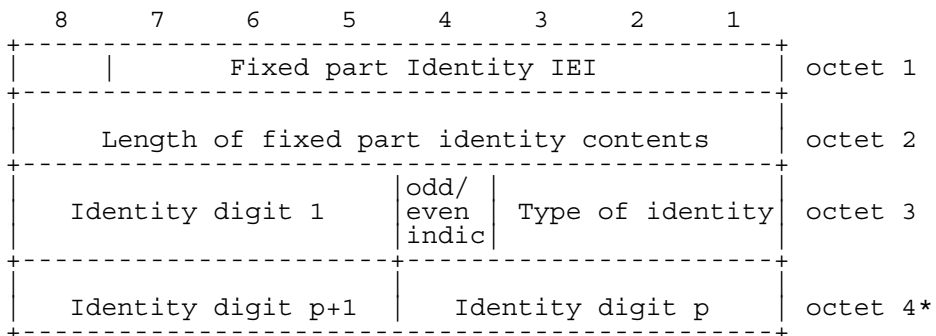 8 7 6 5 4 3 2 1
Fixed part Identity IEI octet 1
Length of fixed part identity contents octet 2
odd/
Identity digit 1 even Type of identity octet 3
indic
Identity digit p+1 Identity digit p octet 4*